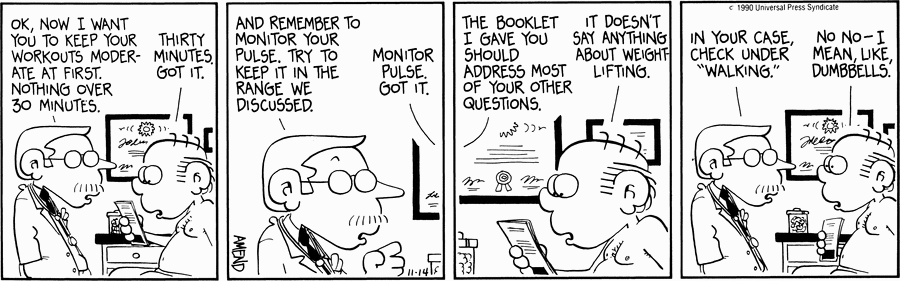 OK, NOW I WANT
YOU TO KEEP YOUR
WORKOUTS MODER-
ATE AT FIRST.
NOTHING OVER
30 MINUTES.
THIRTY
MINUTES.
GOT IT.
AND REMEMBER TO
MONITOR YOUR
PULSE. TRY TO
KEEP IT IN THE
RANGE WE
DISCUSSED.
MONITOR
PULSE.
GOT IT.
AMEND
11-14
THE BOOKLET
I GAVE YOU
SHOULD
ADDRESS MOST
OF YOUR OTHER
QUESTIONS.
IT DOESN'T
SAY ANYTHING
ABOUT WEIGHT-
LIFTING.
© 1990 Universal Press Syndicate
IN YOUR CASE,
CHECK UNDER
"WALKING."
NO NO — I
MEAN, LIKE,
DUMBBELLS.